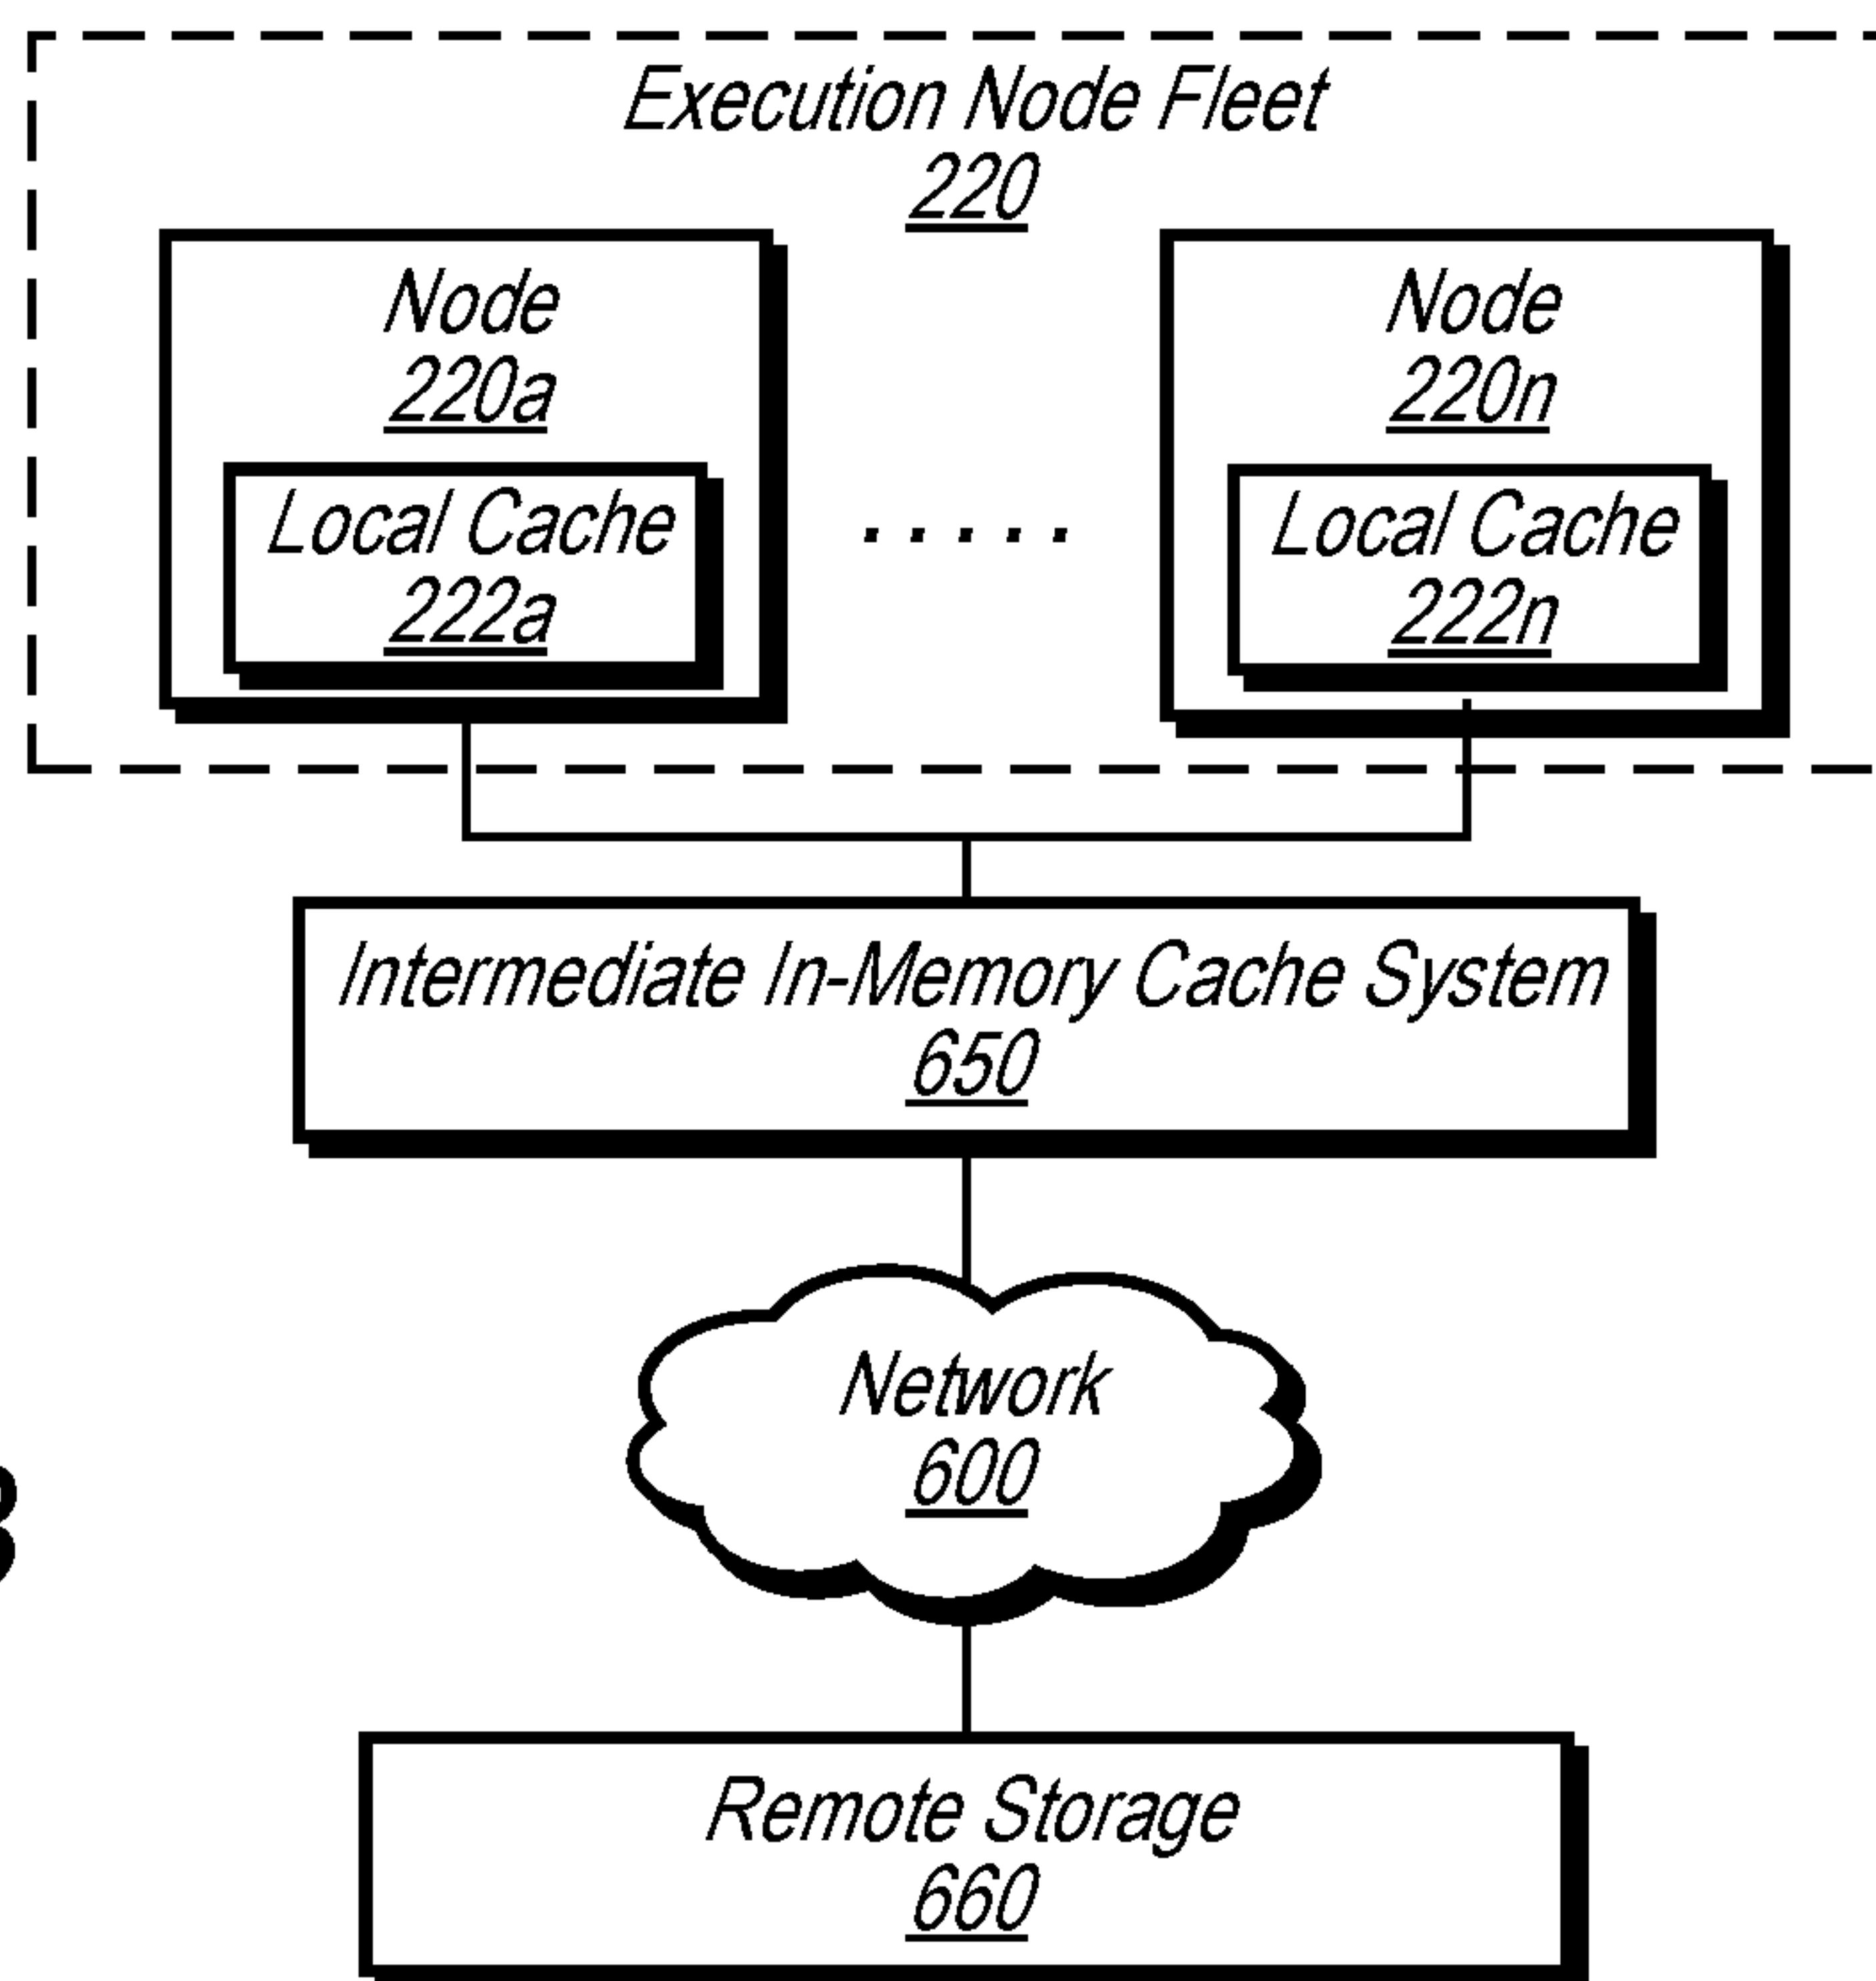 Execution Node Fleet
220
Node
220a
Local Cache
222a
.....
Node
220n
Local Cache
222n
Intermediate In-Memory Cache System
650
Network
600
Remote Storage
660